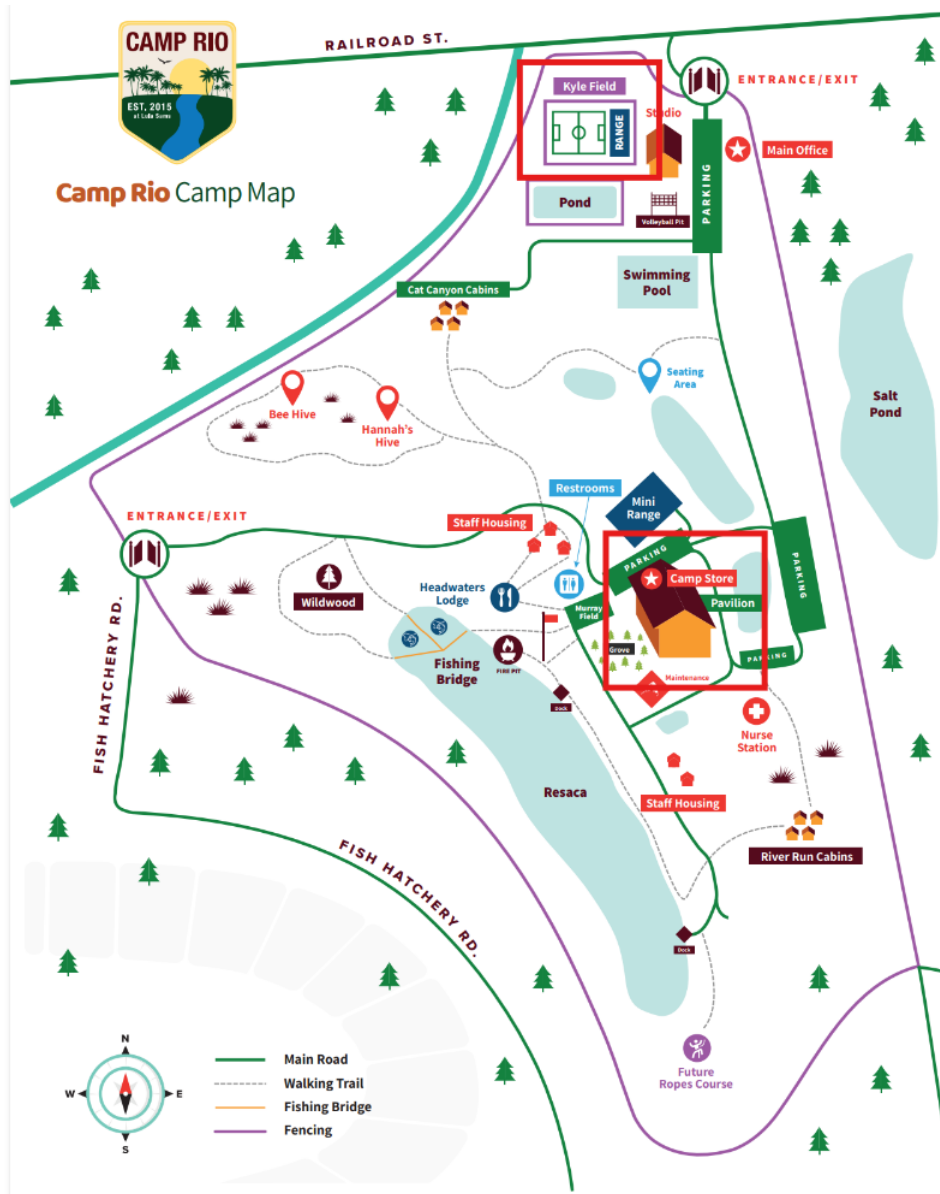 CAMP RIO
EST. 2015
at Lula Sams
Camp Rio Camp Map
RAILROAD ST.
ENTRANCE/EXIT
Kyle Field
Studio
RANGE
Main Office
PARKING
Pond
Volleyball Pit
Swimming
Pool
Cat Canyon Cabins
Seating
Area
Bee Hive
Hannah's
Hive
Salt
Pond
Restrooms
Mini
Range
ENTRANCE/EXIT
Staff Housing
PARKING
PARKING
Camp Store
Headwaters
Lodge
Wildwood
Murray
Field
Pavilion
Grove
FIRE PIT
Fishing
Bridge
PARKING
Maintenance
Dock
Nurse
Station
FISH HATCHERY RD.
Resaca
Staff Housing
River Run Cabins
FISH HATCHERY RD.
Dock
Future
Ropes Course
N
W
E
S
Main Road
Walking Trail
Fishing Bridge
Fencing